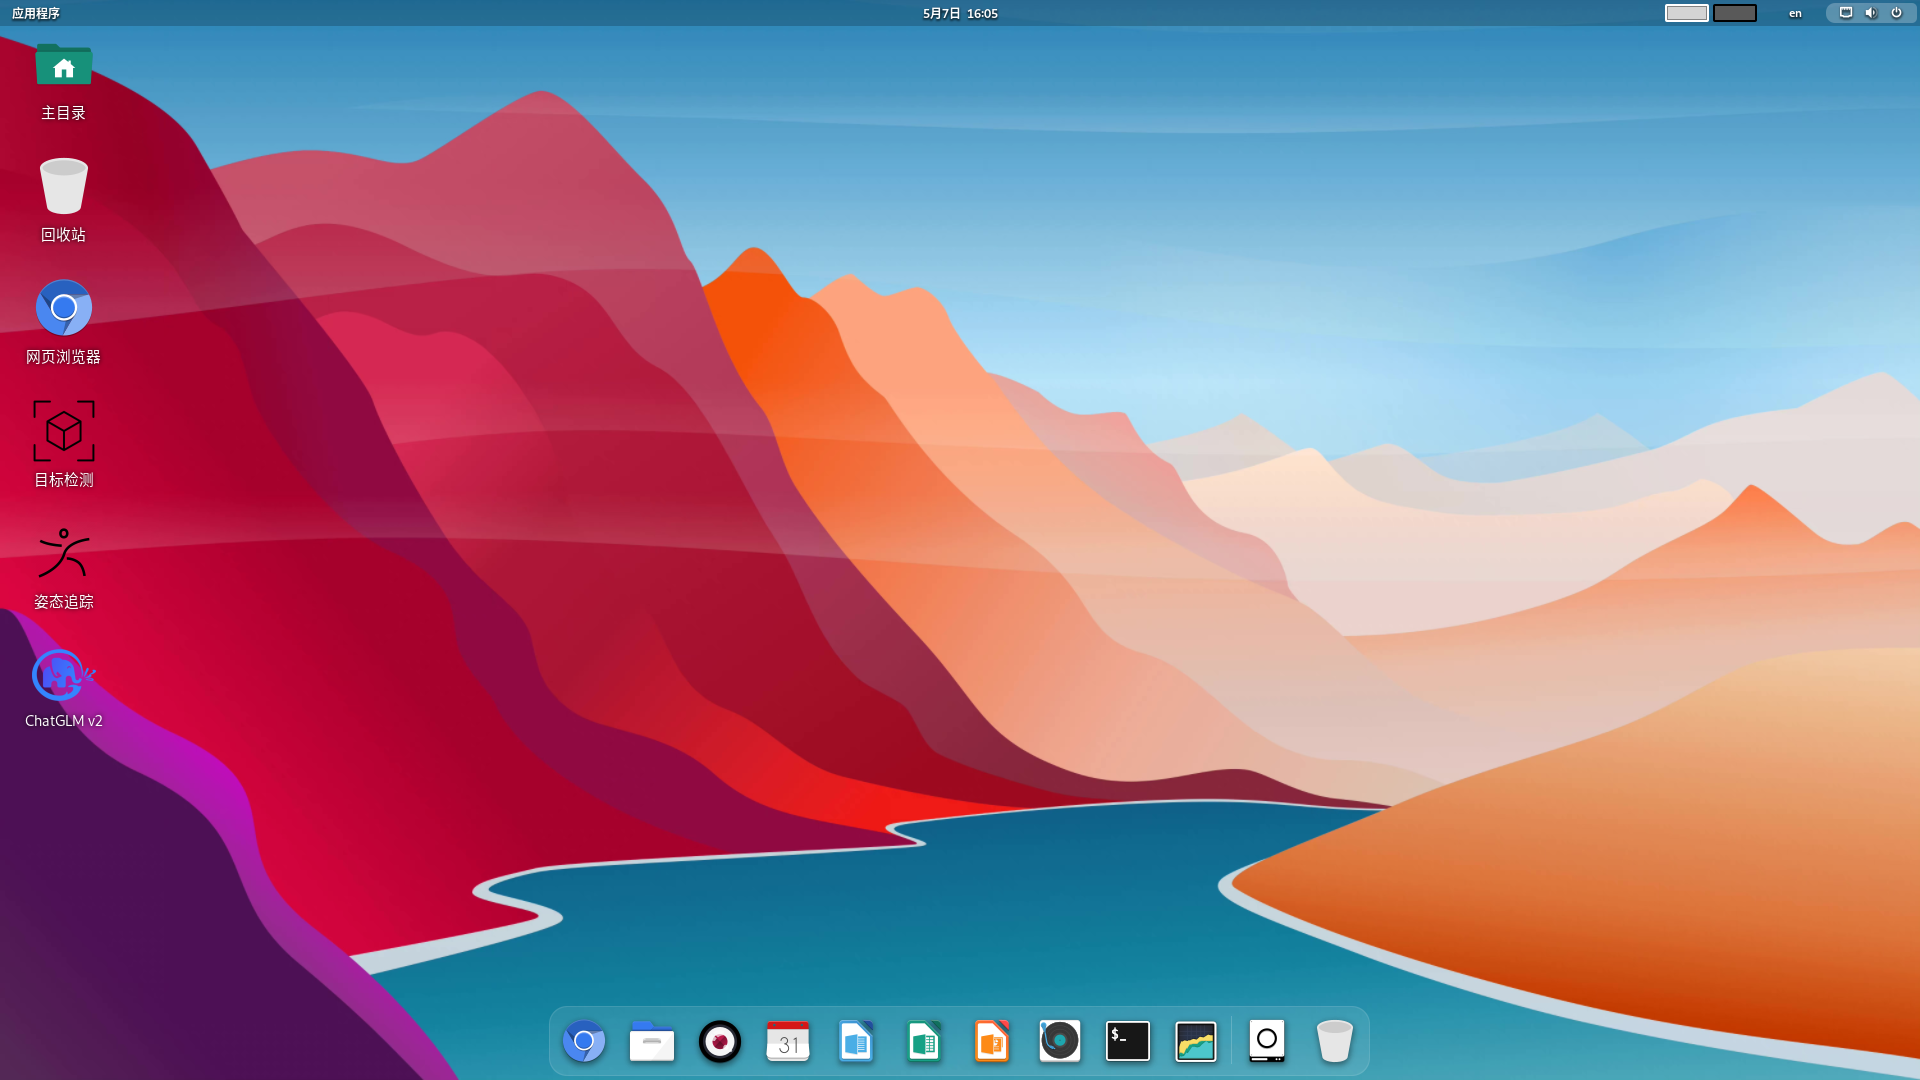 应用程序
5月7日 16:05
en
主目录
回收站
网页浏览器
目标检测
姿态追踪
ChatGLM v2
31
$_